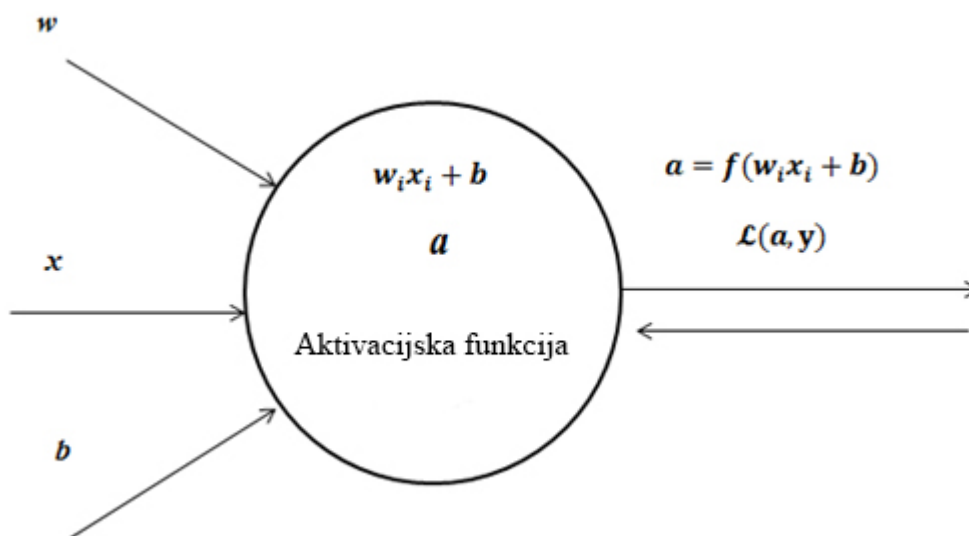 w
x
b
wᵢxᵢ + b
a
Aktivacijska funkcija
a = f(wᵢxᵢ + b)
ℒ(a, y)